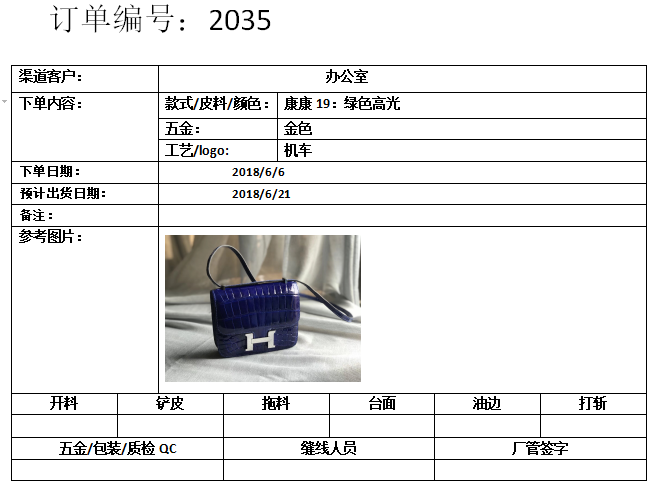 订单编号：2035
渠道客户： 办公室
下单内容： 款式/皮料/颜色： 康康 19：绿色高光
五金： 金色
工艺/logo: 机车
下单日期： 2018/6/6
预计出货日期： 2018/6/21
备注：
参考图片：
开料 铲皮 拖料 台面 油边 打斩
五金/包装/质检 QC 缝线人员 厂管签字